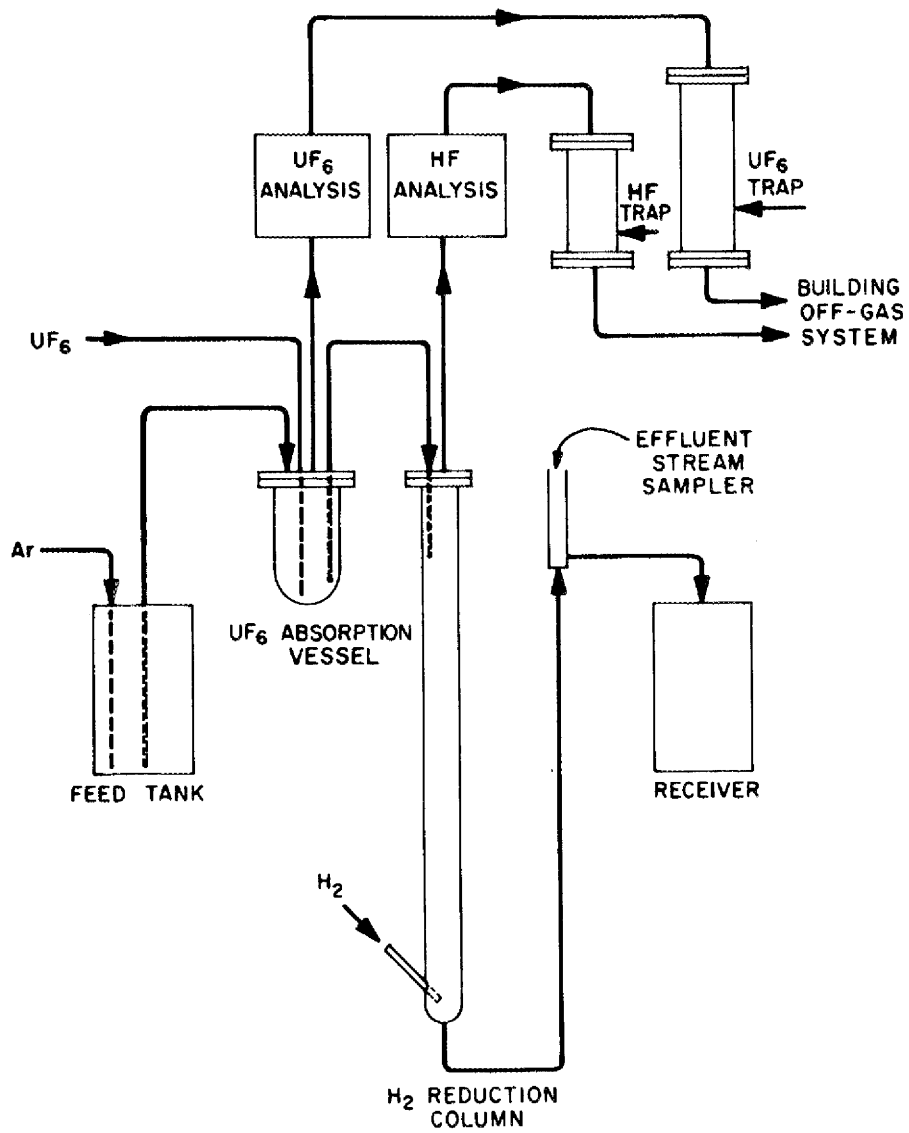 UF6
ANALYSIS
HF
ANALYSIS
HF
TRAP
UF6
TRAP
BUILDING
OFF-GAS
SYSTEM
UF6
EFFLUENT
STREAM
SAMPLER
Ar
UF6 ABSORPTION
VESSEL
FEED TANK
RECEIVER
H2
H2 REDUCTION
COLUMN